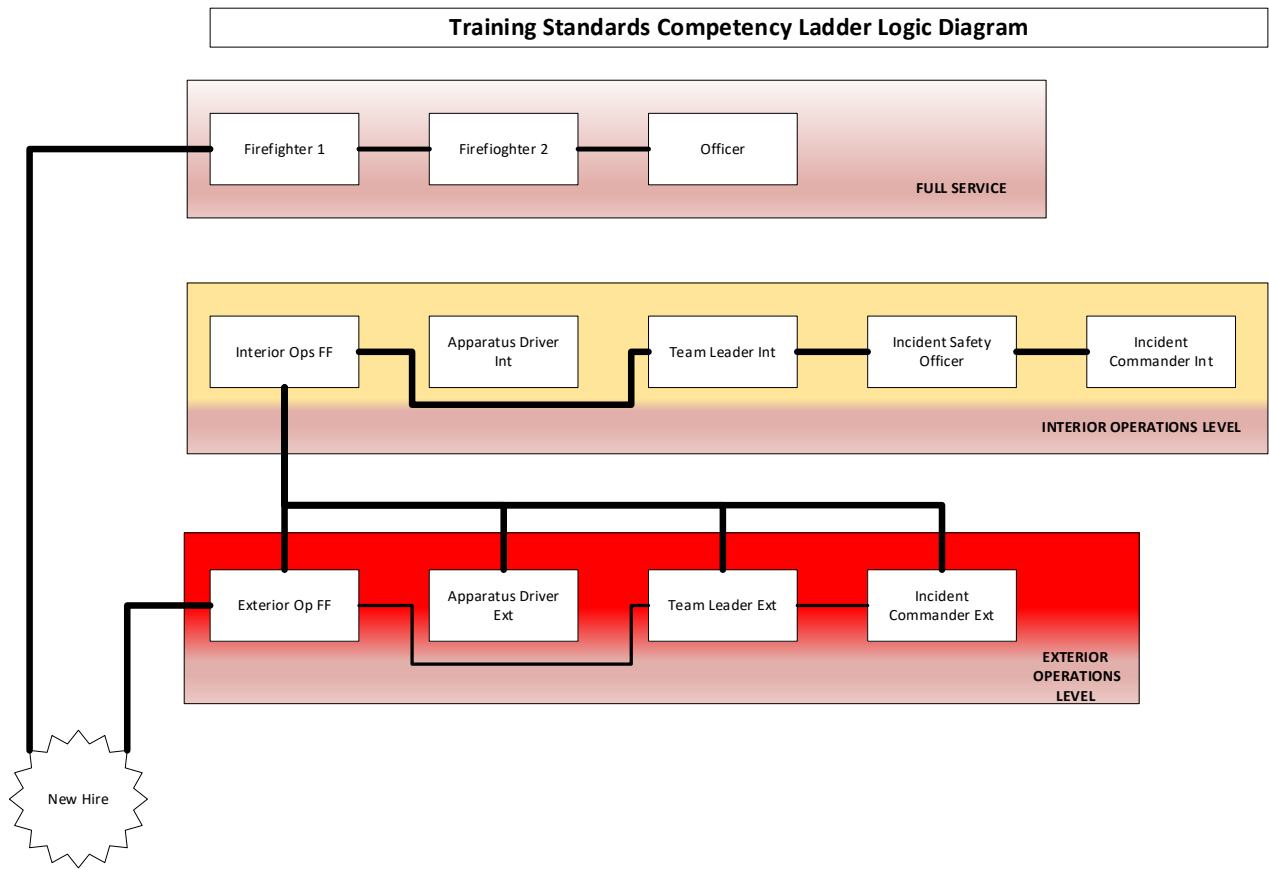 Training Standards Competency Ladder Logic Diagram
Firefighter 1
Firefioghter 2
Officer
FULL SERVICE
Interior Ops FF
Apparatus Driver
Int
Team Leader Int
Incident Safety
Officer
Incident
Commander Int
INTERIOR OPERATIONS LEVEL
Exterior Op FF
Apparatus Driver
Ext
Team Leader Ext
Incident
Commander Ext
EXTERIOR
OPERATIONS
LEVEL
New Hire